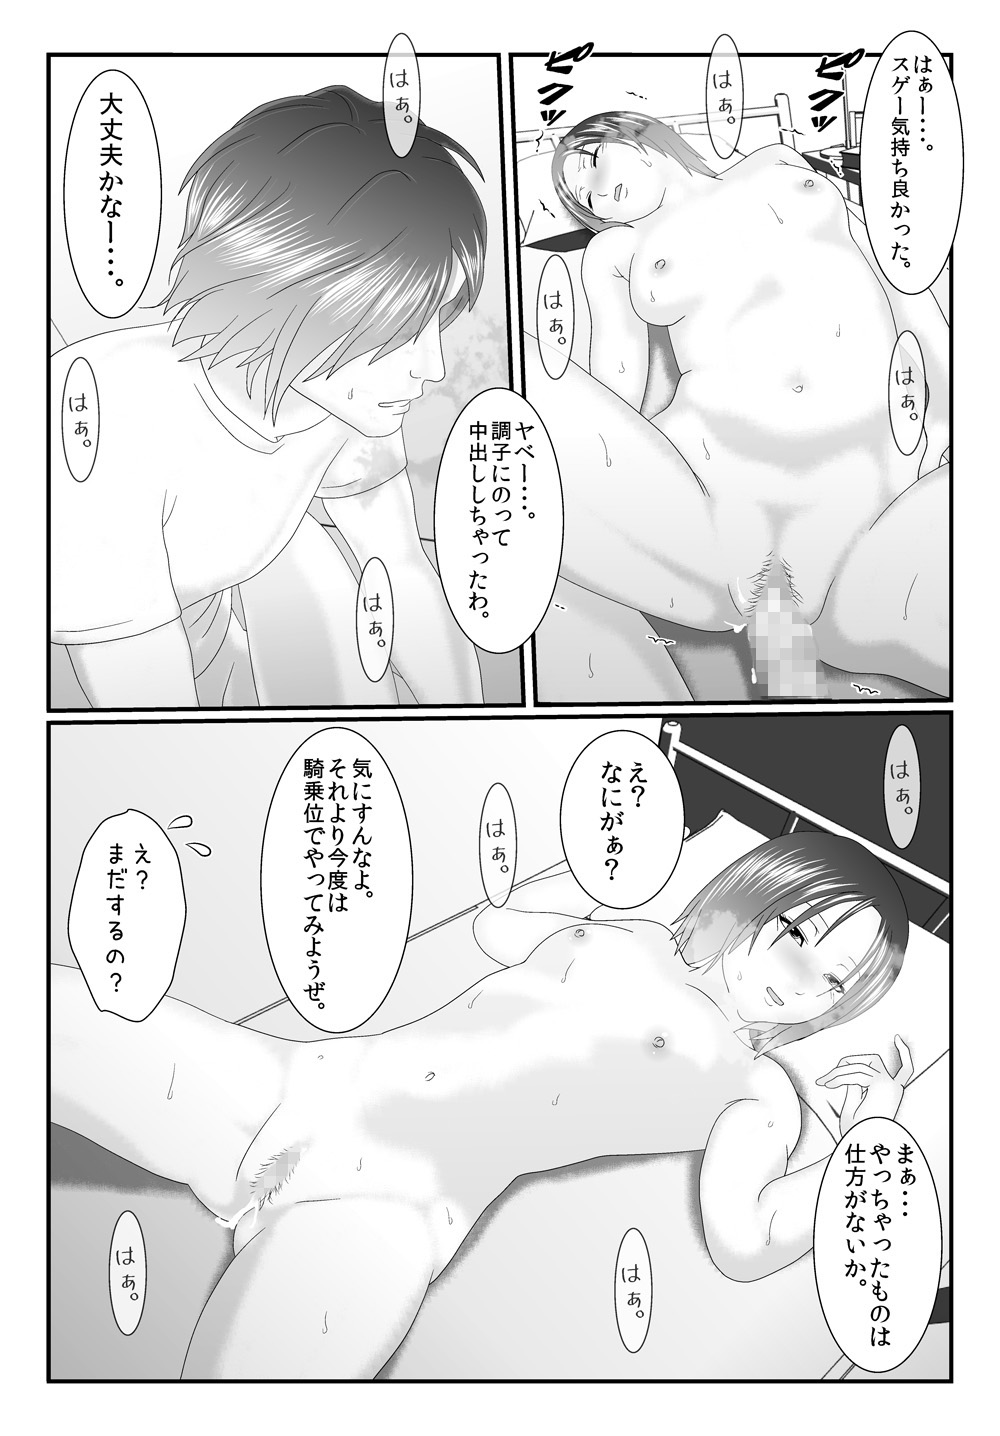 はぁー・・・。
スゲー気持ち良かった。
ピクッ
ピクッ
はぁ。
はぁ。
はぁ。
はぁ。
大丈夫かなー・・・。
はぁ。
はぁ。
ヤベー・・・。
調子にのって
中出ししちゃったわ。
はぁ。
え?
なにがぁ?
はぁ。
気にすんなよ。
それより今度は
騎乗位でやってみようぜ。
え?
まだするの?
まぁ・・・
やっちゃったものは
仕方がないか。
はぁ。
はぁ。